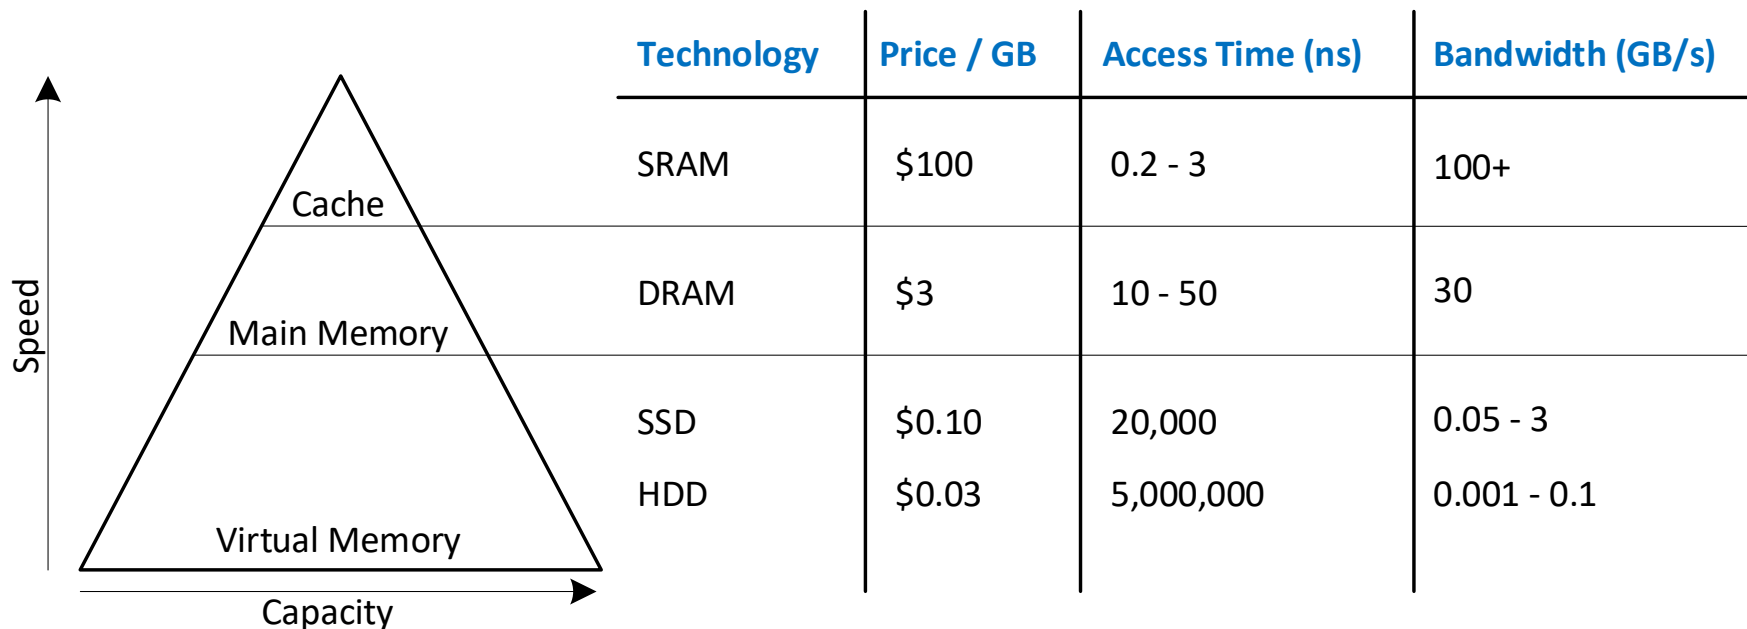 Technology Price / GB Access Time (ns) Bandwidth (GB/s)
SRAM $100 0.2 - 3 100+
Cache
DRAM $3 10 - 50 30
Main Memory
SSD $0.10 20,000 0.05 - 3
HDD $0.03 5,000,000 0.001 - 0.1
Virtual Memory
Speed
Capacity